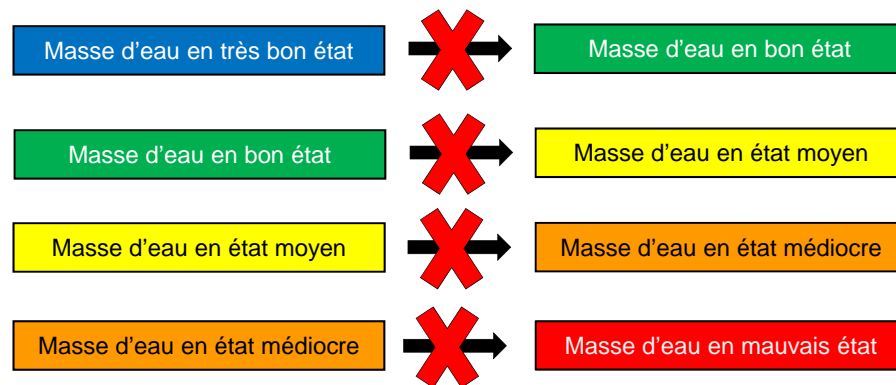 Masse d'eau en très bon état
Masse d'eau en bon état
Masse d'eau en bon état
Masse d'eau en état moyen
Masse d'eau en état moyen
Masse d'eau en état médiocre
Masse d'eau en état médiocre
Masse d'eau en mauvais état